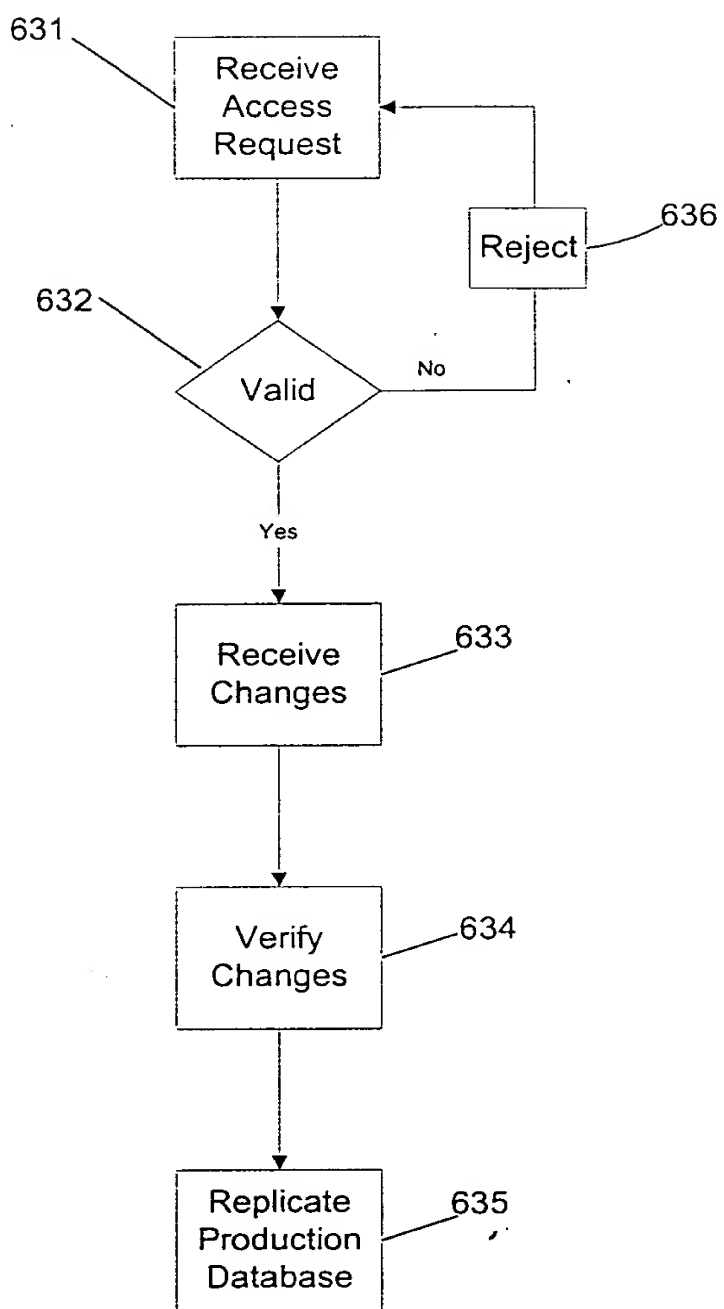 631
Receive
Access
Request
636
Reject
632
Valid
No
Yes
633
Receive
Changes
634
Verify
Changes
635
Replicate
Production
Database